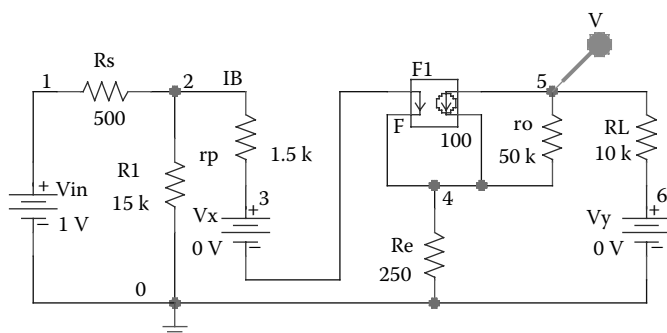 V
Rs
F1
1
2
IB
5
500
F
100
ro
50 k
RL
10 k
R1
15 k
rp
1.5 k
Vin
1 V
Vx
0 V
3
4
Vy
0 V
6
Re
250
0
+
−
+
−
+
−